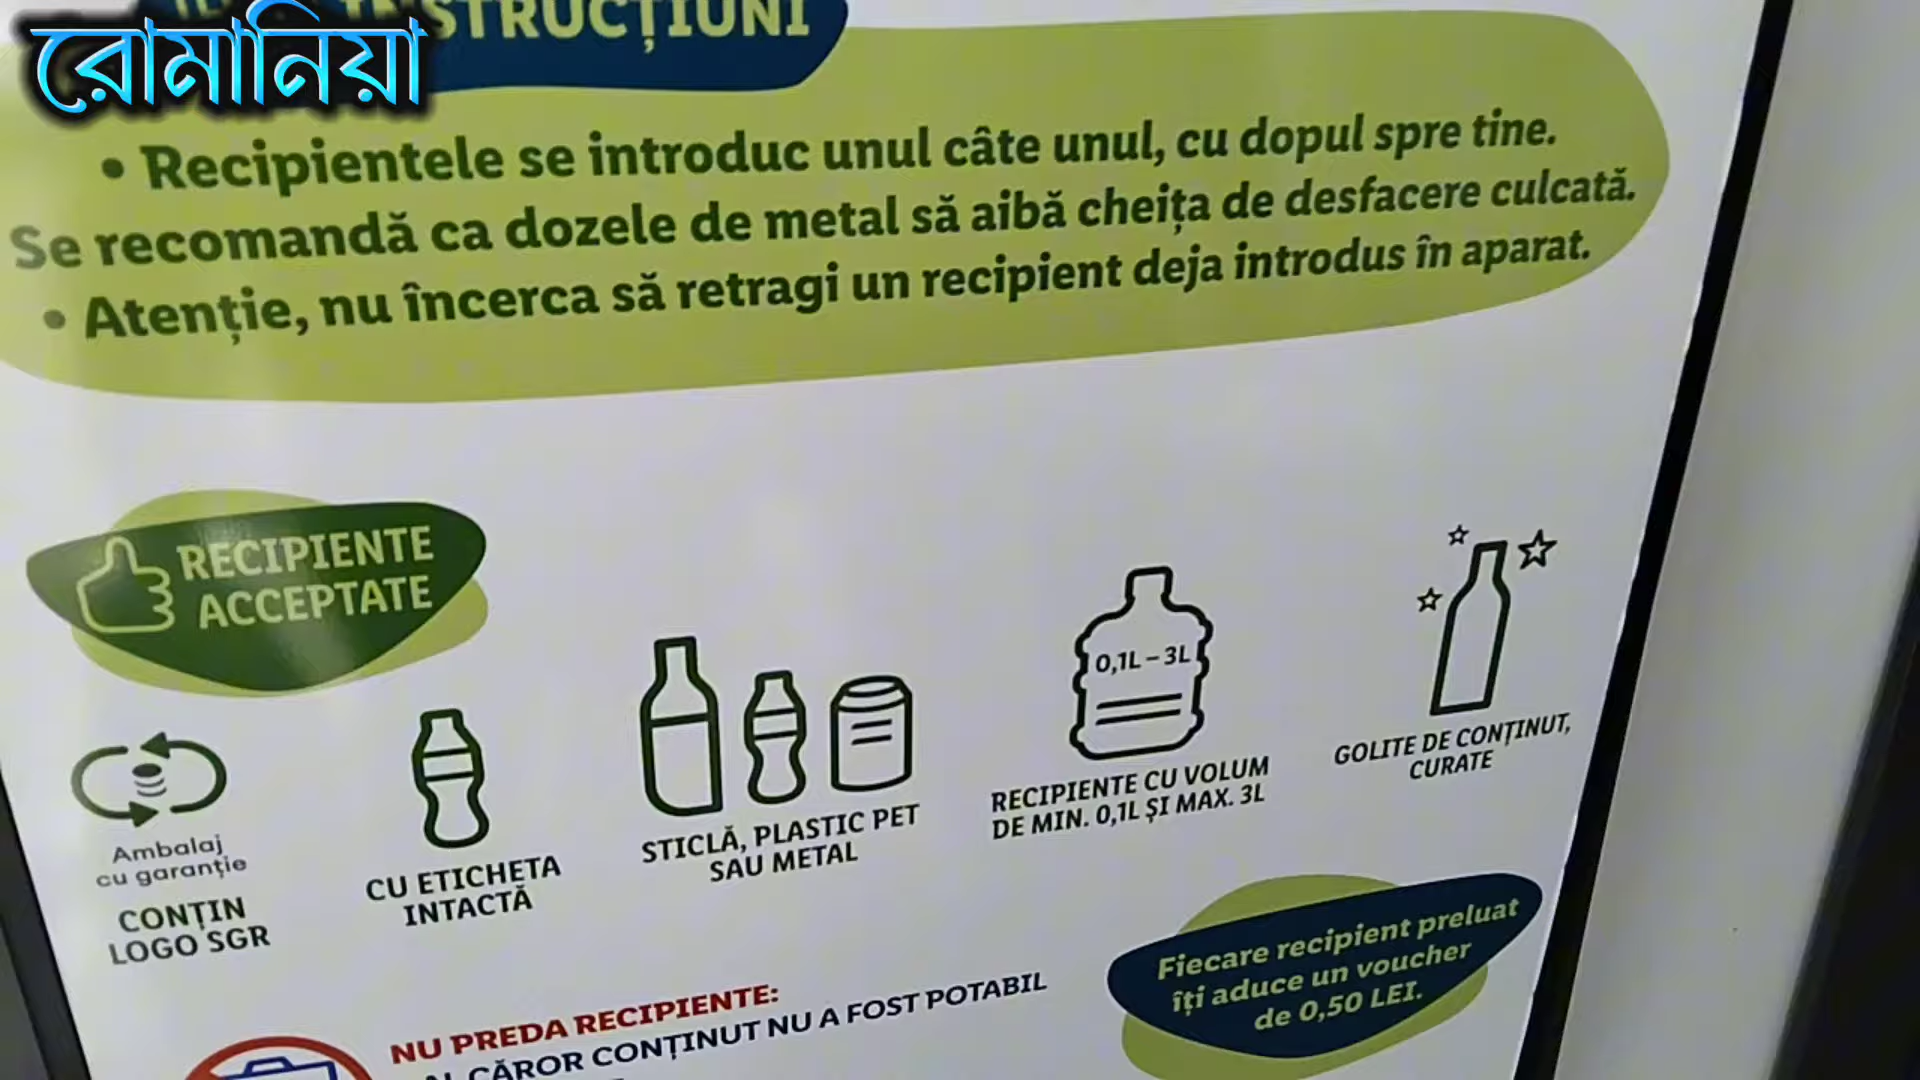 রোমানিয়া
INSTRUCȚIUNI
• Recipientele se introduc unul câte unul, cu dopul spre tine.
Se recomandă ca dozele de metal să aibă cheița de desfacere culcată.
• Atenție, nu încerca să retragi un recipient deja introdus în aparat.
RECIPIENTE
ACCEPTATE
Ambalaj
cu garanție
CONȚIN
LOGO SGR
CU ETICHETA
INTACTĂ
STICLĂ, PLASTIC PET
SAU METAL
0,1L – 3L
RECIPIENTE CU VOLUM
DE MIN. 0,1L ȘI MAX. 3L
GOLITE DE CONȚINUT,
CURATE
Fiecare recipient preluat
îți aduce un voucher
de 0,50 LEI.
NU PREDA RECIPIENTE:
AL CĂROR CONȚINUT NU A FOST POTABIL